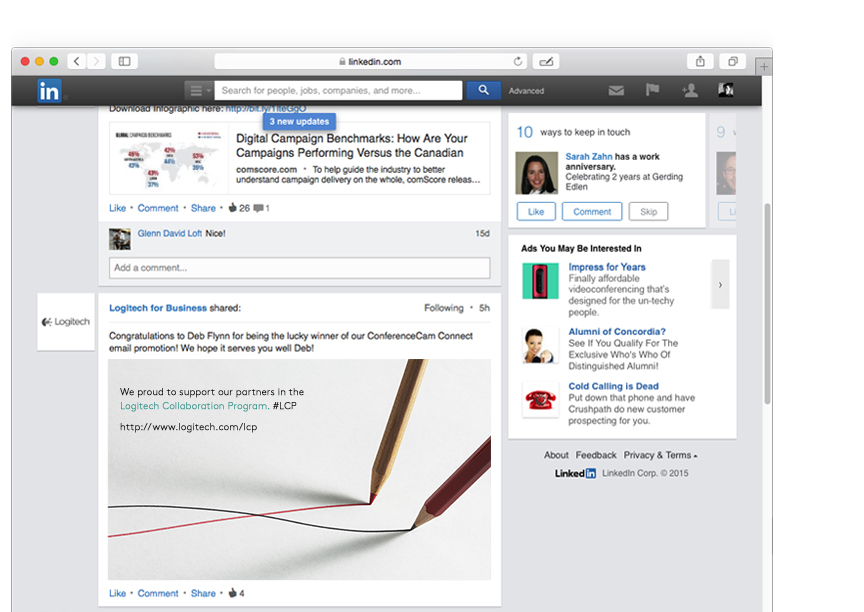 linkedin.com
in
Search for people, jobs, companies, and more...
Advanced
Download Infographic here: http://bit.ly/1IteGgO
3 new updates
Digital Campaign Benchmarks: How Are Your
Campaigns Performing Versus the Canadian
comscore.com • To help guide the industry to better
understand campaign delivery on the whole, comScore releas...
Like • Comment • Share • 26 1
Glenn David Loft Nice!
15d
Add a comment...
Logitech
Logitech for Business shared:
Following • 5h
Congratulations to Deb Flynn for being the lucky winner of our ConferenceCam Connect
email promotion! We hope it serves you well Deb!
We proud to support our partners in the
Logitech Collaboration Program. #LCP
http://www.logitech.com/lcp
Like • Comment • Share • 4
10 ways to keep in touch
9
Sarah Zahn has a work
anniversary.
Celebrating 2 years at Gerding
Edlen
Like
Comment
Skip
Ads You May Be Interested In
Impress for Years
Finally affordable
videoconferencing that's
designed for the un-techy
people.
Alumni of Concordia?
See If You Qualify For The
Exclusive Who's Who Of
Distinguished Alumni!
Cold Calling is Dead
Put down that phone and have
Crushpath do new customer
prospecting for you.
About Feedback Privacy & Terms
Linked in LinkedIn Corp. © 2015